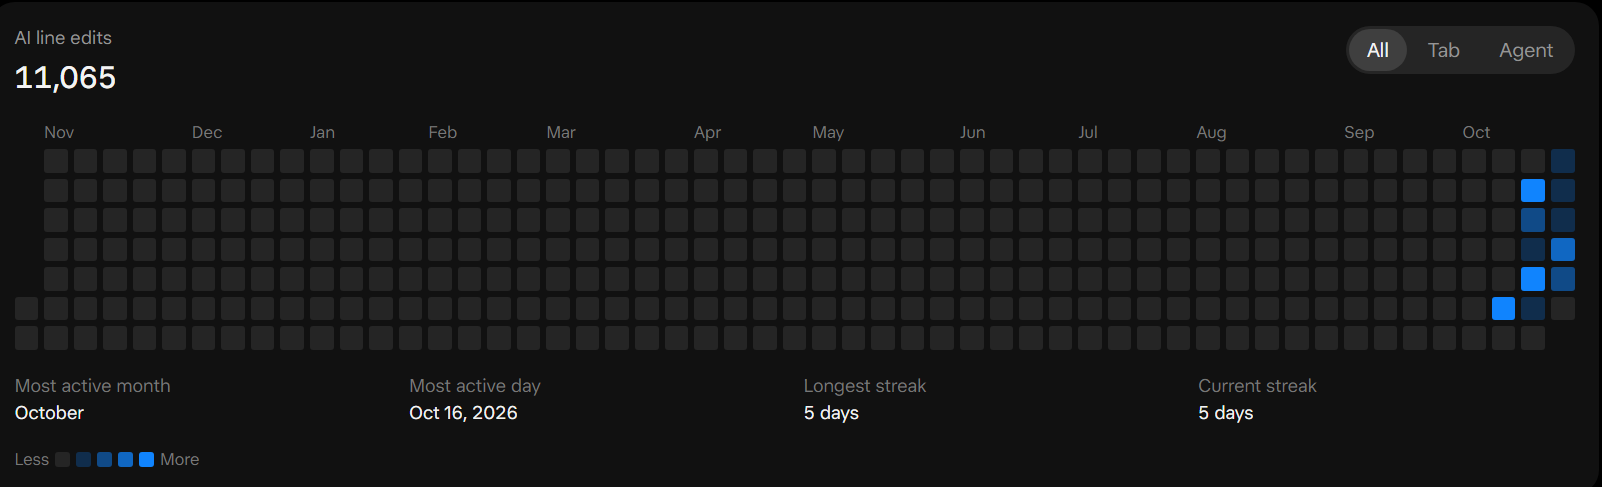 AI line edits
11,065
All Tab Agent
Nov Dec Jan Feb Mar Apr May Jun Jul Aug Sep Oct
Most active month
October
Most active day
Oct 16, 2026
Longest streak
5 days
Current streak
5 days
Less More